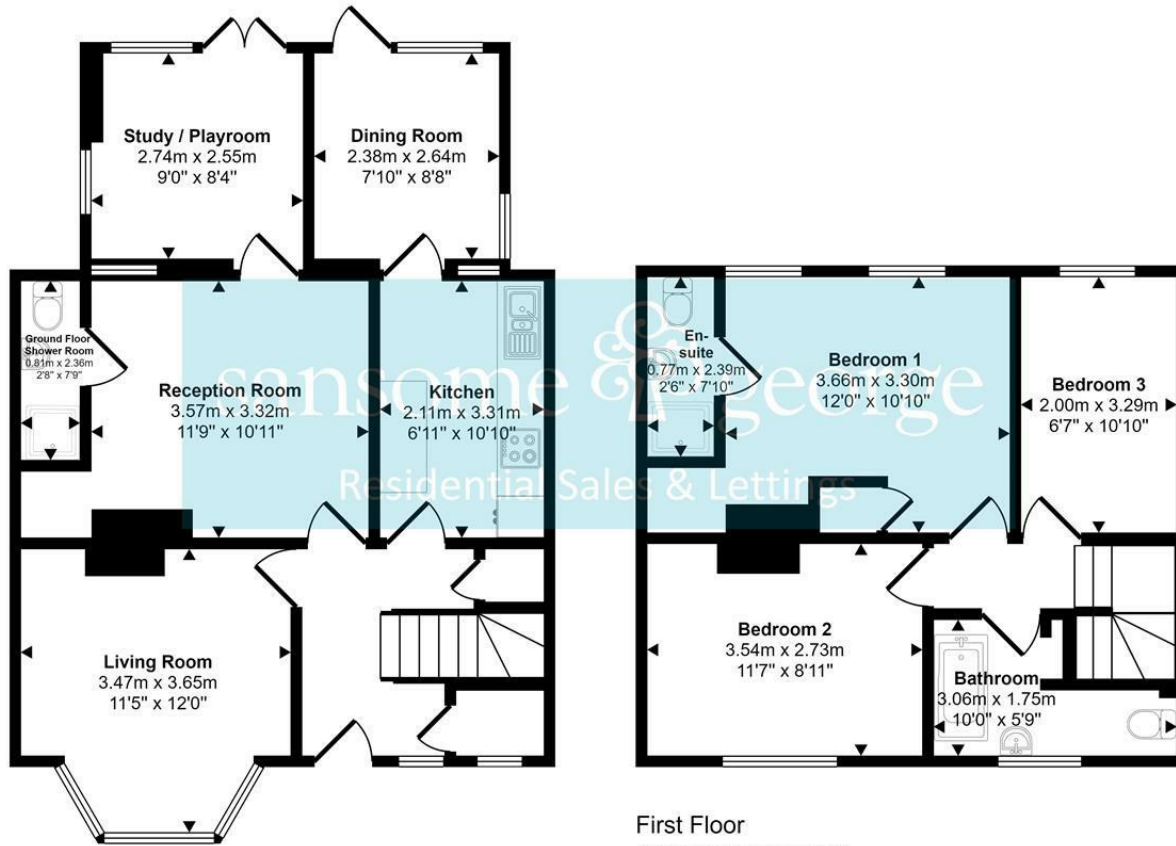 Study / Playroom
2.74m x 2.55m
9'0" x 8'4"
Dining Room
2.38m x 2.64m
7'10" x 8'8"
Ground Floor
Shower Room
0.81m x 2.36m
2'8" x 7'9"
Reception Room
3.57m x 3.32m
11'9" x 10'11"
Kitchen
2.11m x 3.31m
6'11" x 10'10"
Living Room
3.47m x 3.65m
11'5" x 12'0"
En-
suite
0.77m x 2.39m
2'6" x 7'10"
Bedroom 1
3.66m x 3.30m
12'0" x 10'10"
Bedroom 3
2.00m x 3.29m
6'7" x 10'10"
Bedroom 2
3.54m x 2.73m
11'7" x 8'11"
Bathroom
3.06m x 1.75m
10'0" x 5'9"
First Floor
sansome & george
Residential Sales & Lettings